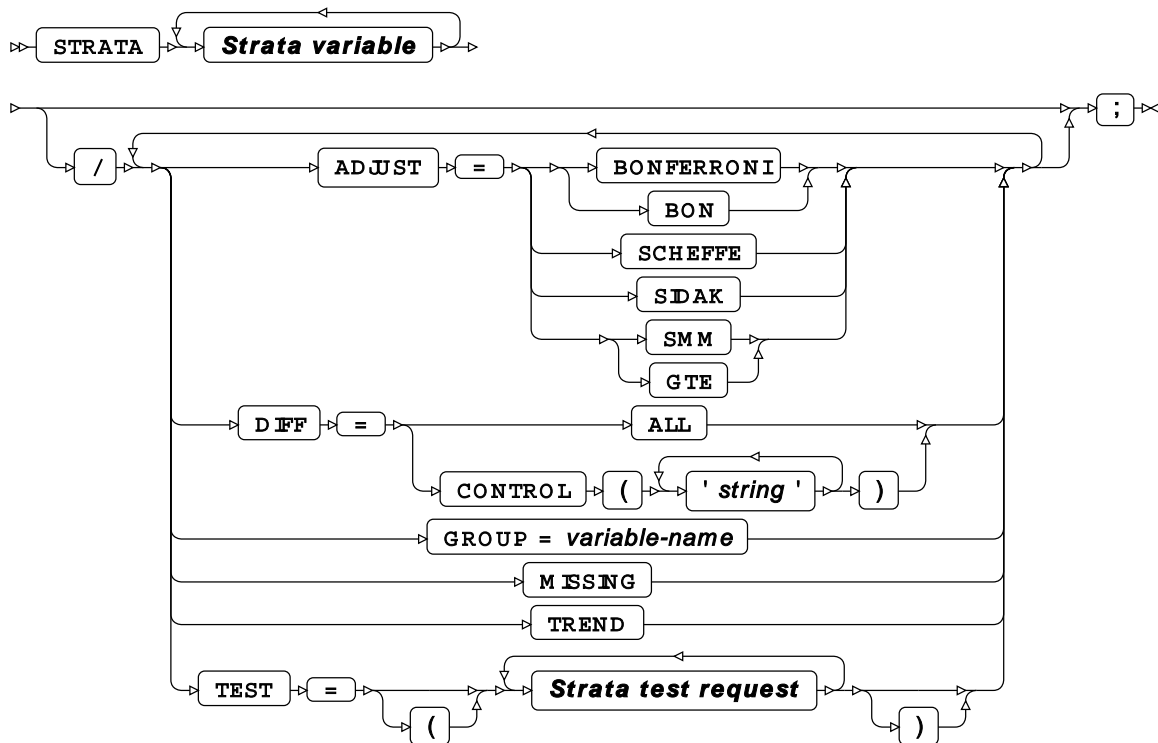 STRATA Strata variable
;
/ ADJUST = BONFERRONI
BON
SCHEFFE
SIDAK
SMM
GTE
DIFF = ALL
CONTROL ( ' string ' )
GROUP = variable-name
MISSING
TREND
TEST = Strata test request
( )